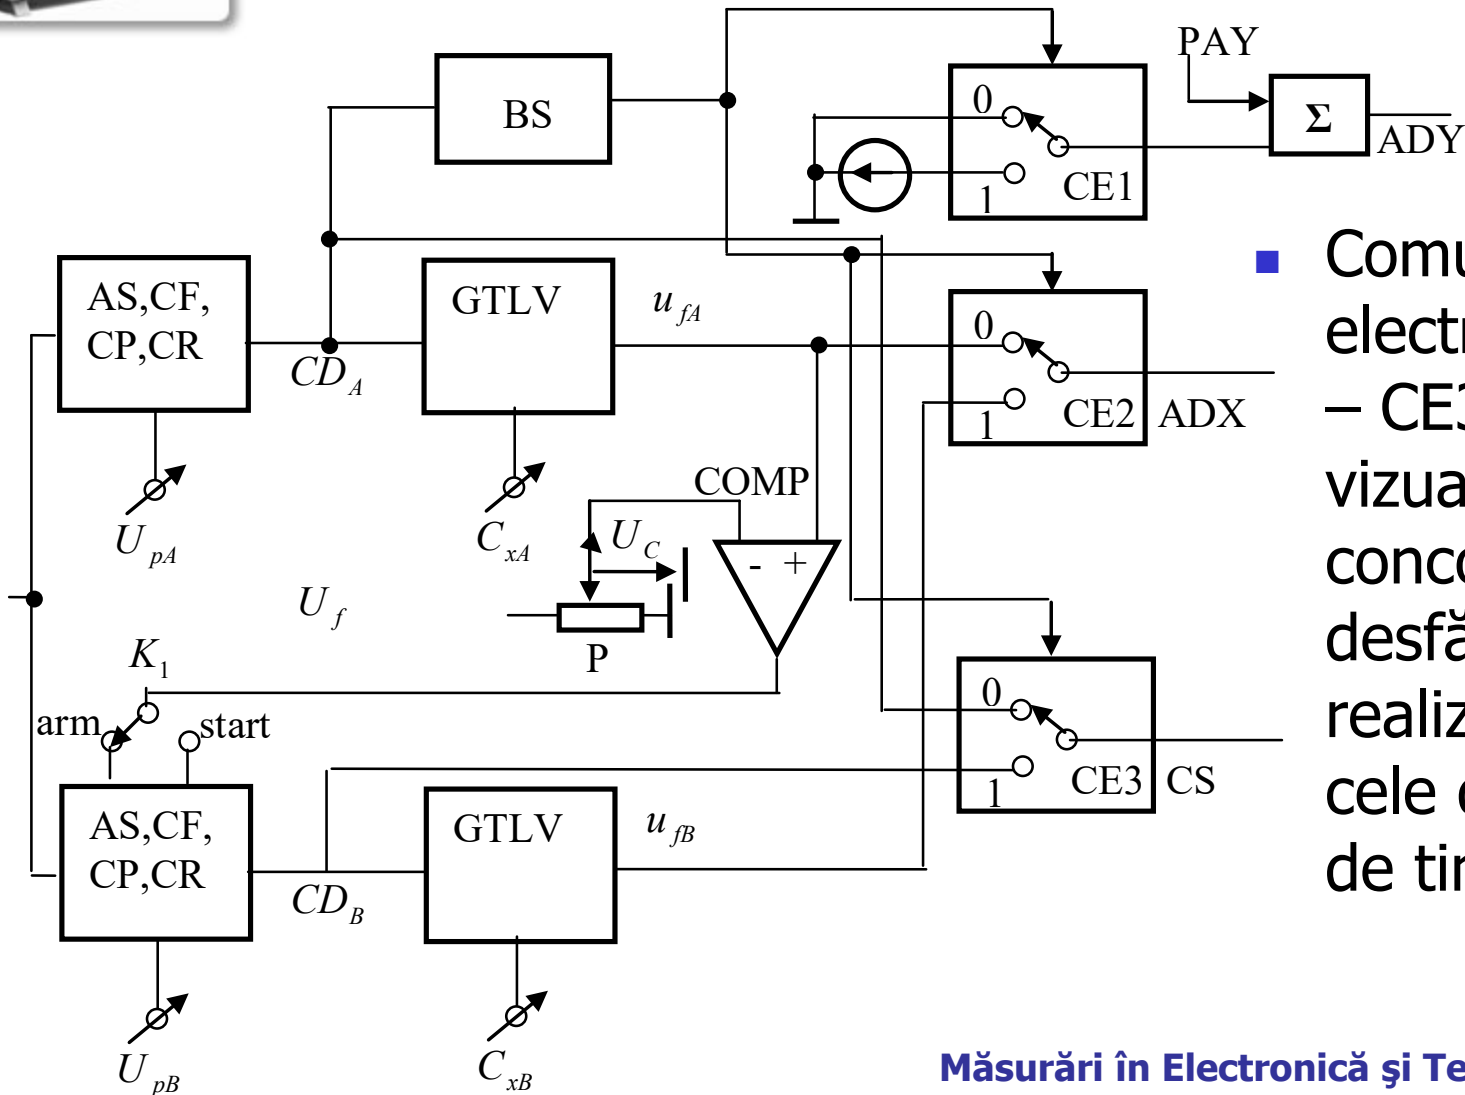 PAY
BS
0
Σ
ADY
CE1
1
AS,CF,
CP,CR
GTLV
u fA
0
CD A
CE2
ADX
1
COMP
U pA
C xA
U C
- +
U f
P
K 1
arm
start
0
CE3
CS
1
AS,CF,
CP,CR
GTLV
u fB
CD B
U pB
C xB
– CE3
de
Măsurări în Electronică şi